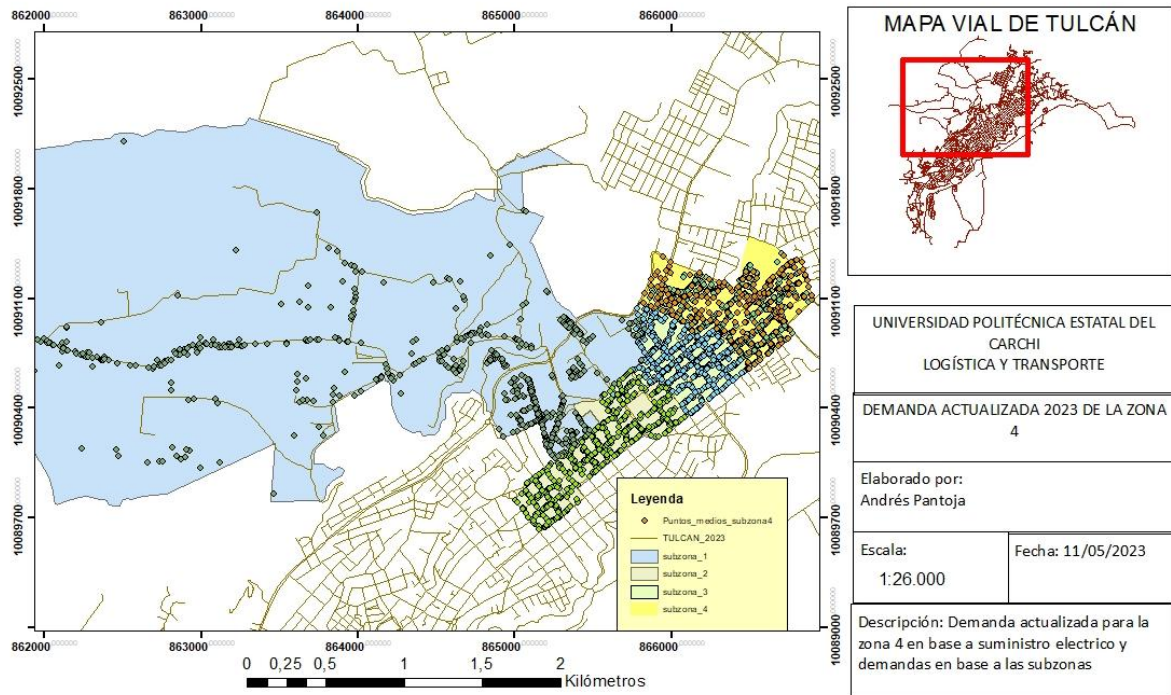 862000 863000 864000 865000 866000
10092500
10091800
10091100
10090400
10089700
10089000
10092500
10091800
10091100
10090400
10089700
10089000
862000 863000 864000 865000 866000
Leyenda
Puntos_medios_subzona4
TULCAN_2023
subzona_1
subzona_2
subzona_3
subzona_4
0 0,25 0,5 1 1,5 2
Kilómetros
MAPA VIAL DE TULCÁN
UNIVERSIDAD POLITÉCNICA ESTATAL DEL
CARCHI
LOGÍSTICA Y TRANSPORTE
DEMANDA ACTUALIZADA 2023 DE LA ZONA
4
Elaborado por:
Andrés Pantoja
Escala:
1:26.000
Fecha: 11/05/2023
Descripción: Demanda actualizada para la
zona 4 en base a suministro electrico y
demandas en base a las subzonas